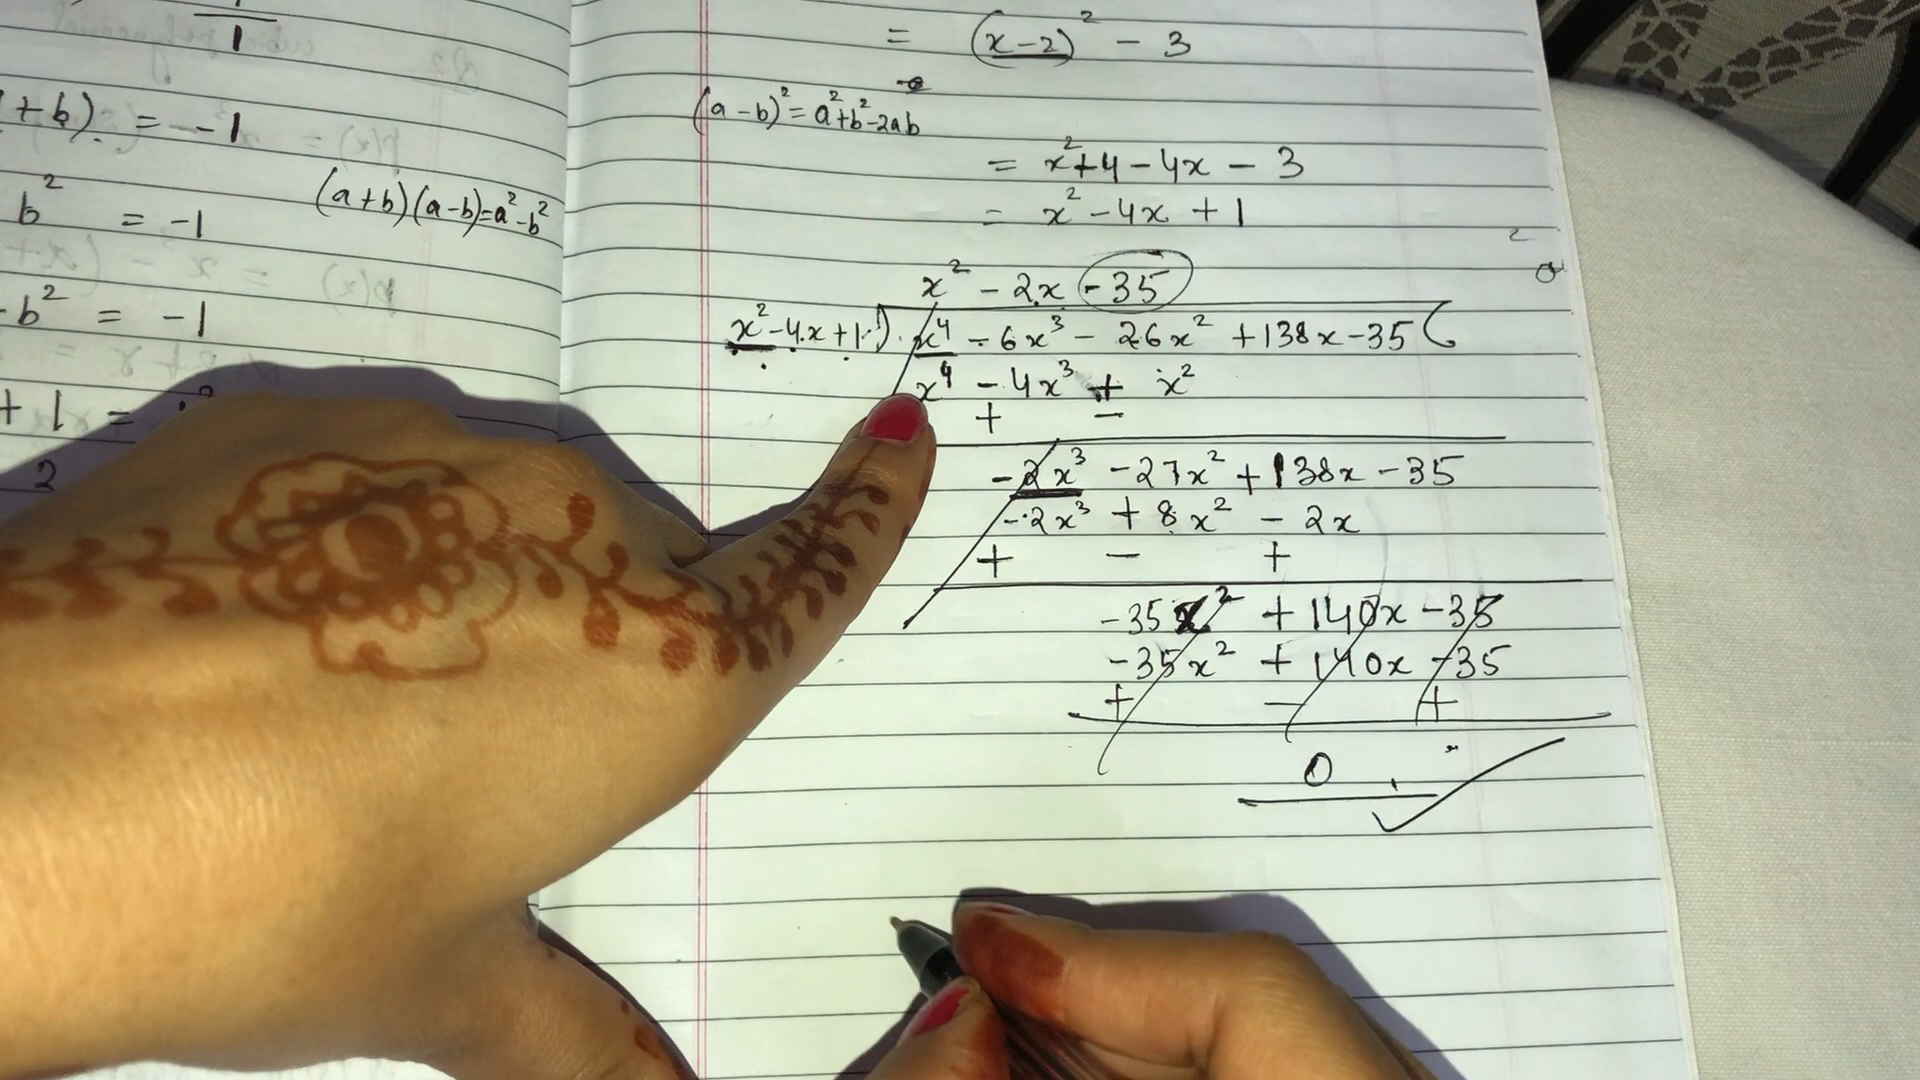 1
+ b) = -1
b² = -1
(a+b)(a-b)=a²-b²
-b² = -1
+ 1 =
2
= (x-2)² - 3
(a-b)² = a²+b²-2ab
= x²+4-4x-3
= x²-4x+1
x² - 2x - 35
x²-4x+1) x⁴ - 6x³ - 26x² + 138x - 35
x⁴ - 4x³ + x²
+ -
-2x³ - 27x² + 138x - 35
-2x³ + 8x² - 2x
+ - +
-35x² + 140x - 35
-35x² + 140x - 35
+ - +
0